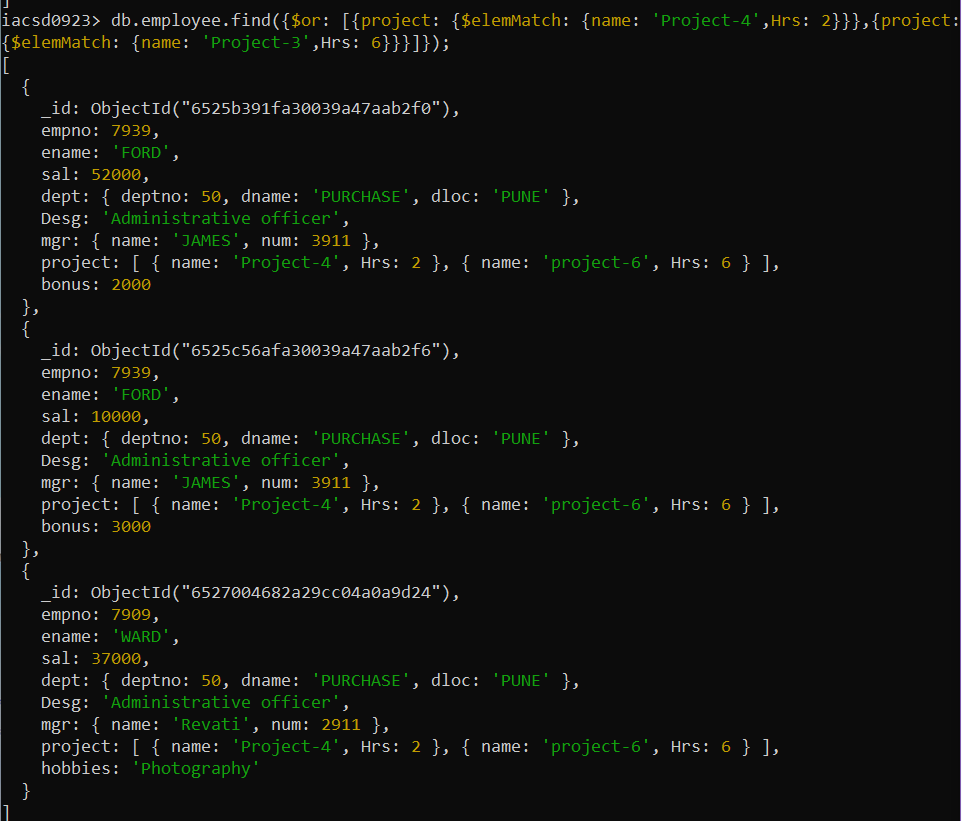 ]
iacsd0923> db.employee.find({$or: [{project: {$elemMatch: {name: 'Project-4',Hrs: 2}}},{project:
{$elemMatch: {name: 'Project-3',Hrs: 6}}}]});
[
  {
    _id: ObjectId("6525b391fa30039a47aab2f0"),
    empno: 7939,
    ename: 'FORD',
    sal: 52000,
    dept: { deptno: 50, dname: 'PURCHASE', dloc: 'PUNE' },
    Desg: 'Administrative officer',
    mgr: { name: 'JAMES', num: 3911 },
    project: [ { name: 'Project-4', Hrs: 2 }, { name: 'project-6', Hrs: 6 } ],
    bonus: 2000
  },
  {
    _id: ObjectId("6525c56afa30039a47aab2f6"),
    empno: 7939,
    ename: 'FORD',
    sal: 10000,
    dept: { deptno: 50, dname: 'PURCHASE', dloc: 'PUNE' },
    Desg: 'Administrative officer',
    mgr: { name: 'JAMES', num: 3911 },
    project: [ { name: 'Project-4', Hrs: 2 }, { name: 'project-6', Hrs: 6 } ],
    bonus: 3000
  },
  {
    _id: ObjectId("6527004682a29cc04a0a9d24"),
    empno: 7909,
    ename: 'WARD',
    sal: 37000,
    dept: { deptno: 50, dname: 'PURCHASE', dloc: 'PUNE' },
    Desg: 'Administrative officer',
    mgr: { name: 'Revati', num: 2911 },
    project: [ { name: 'Project-4', Hrs: 2 }, { name: 'project-6', Hrs: 6 } ],
    hobbies: 'Photography'
  }
]